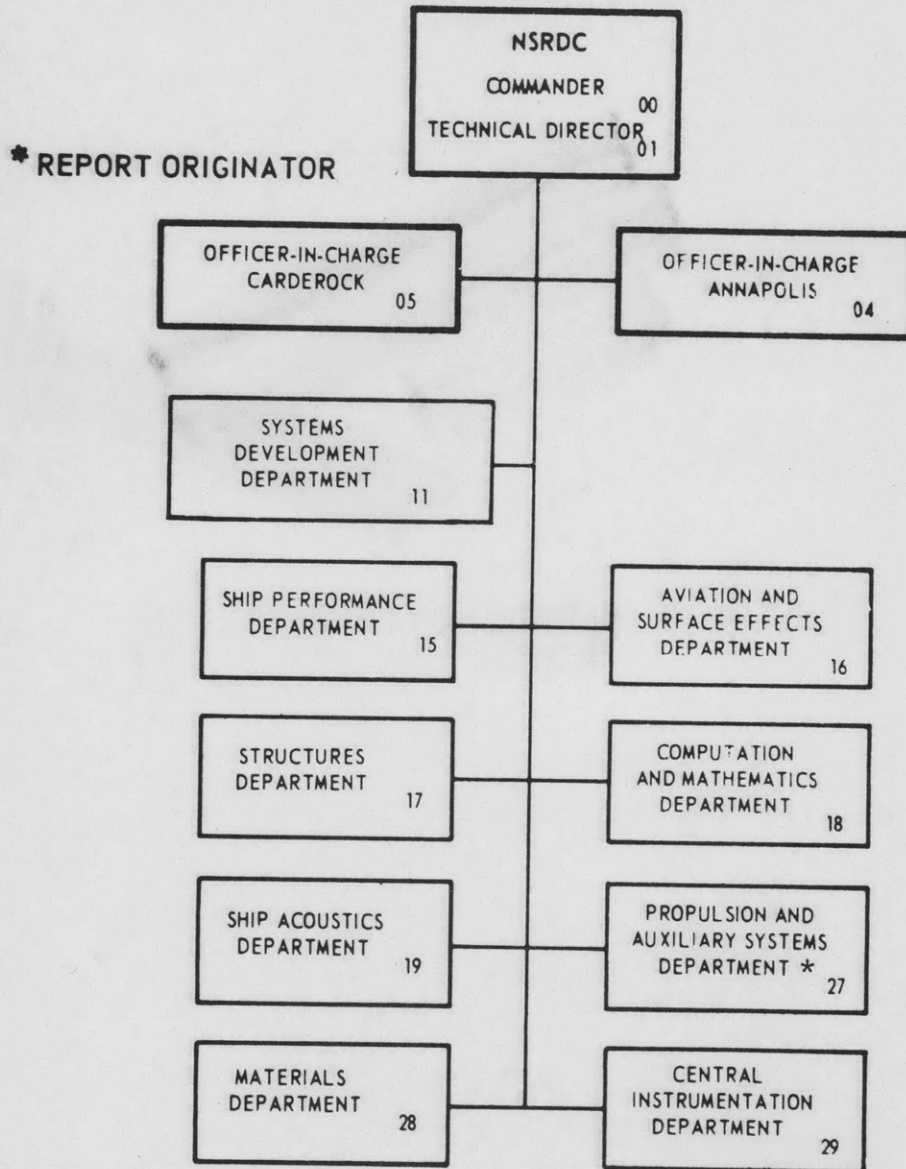 NSRDC
COMMANDER
00
TECHNICAL DIRECTOR
01
* REPORT ORIGINATOR
OFFICER-IN-CHARGE
CARDEROCK
05
OFFICER-IN-CHARGE
ANNAPOLIS
04
SYSTEMS
DEVELOPMENT
DEPARTMENT
11
SHIP PERFORMANCE
DEPARTMENT
15
AVIATION AND
SURFACE EFFECTS
DEPARTMENT
16
STRUCTURES
DEPARTMENT
17
COMPUTATION
AND MATHEMATICS
DEPARTMENT
18
SHIP ACOUSTICS
DEPARTMENT
19
PROPULSION AND
AUXILIARY SYSTEMS
DEPARTMENT *
27
MATERIALS
DEPARTMENT
28
CENTRAL
INSTRUMENTATION
DEPARTMENT
29